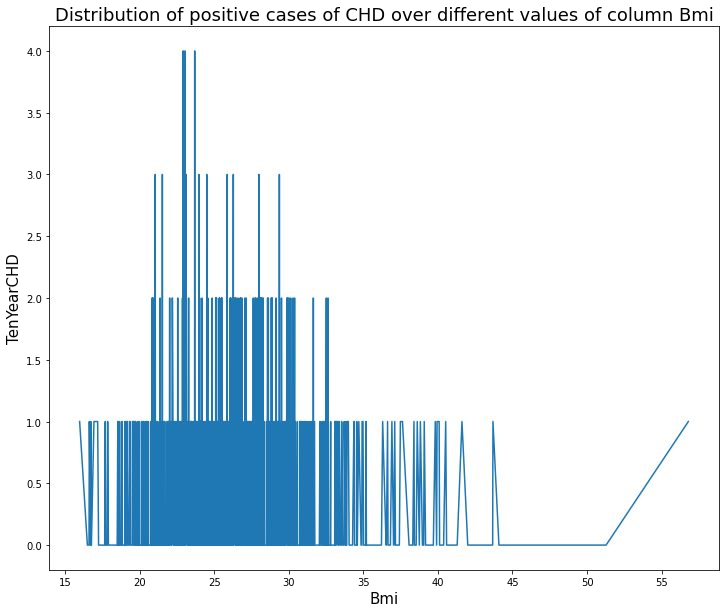 Distribution of positive cases of CHD over different values of column Bmi
4.0
3.5
3.0
2.5
2.0
1.5
1.0
0.5
0.0
TenYearCHD
15 20 25 30 35 40 45 50 55
Bmi